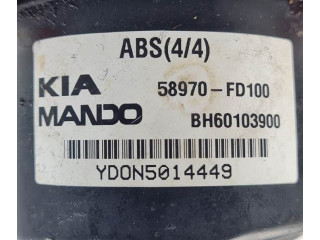 ABS(4/4)
KIA 58970-FD100
MANDO BH60103900
YDON5014449